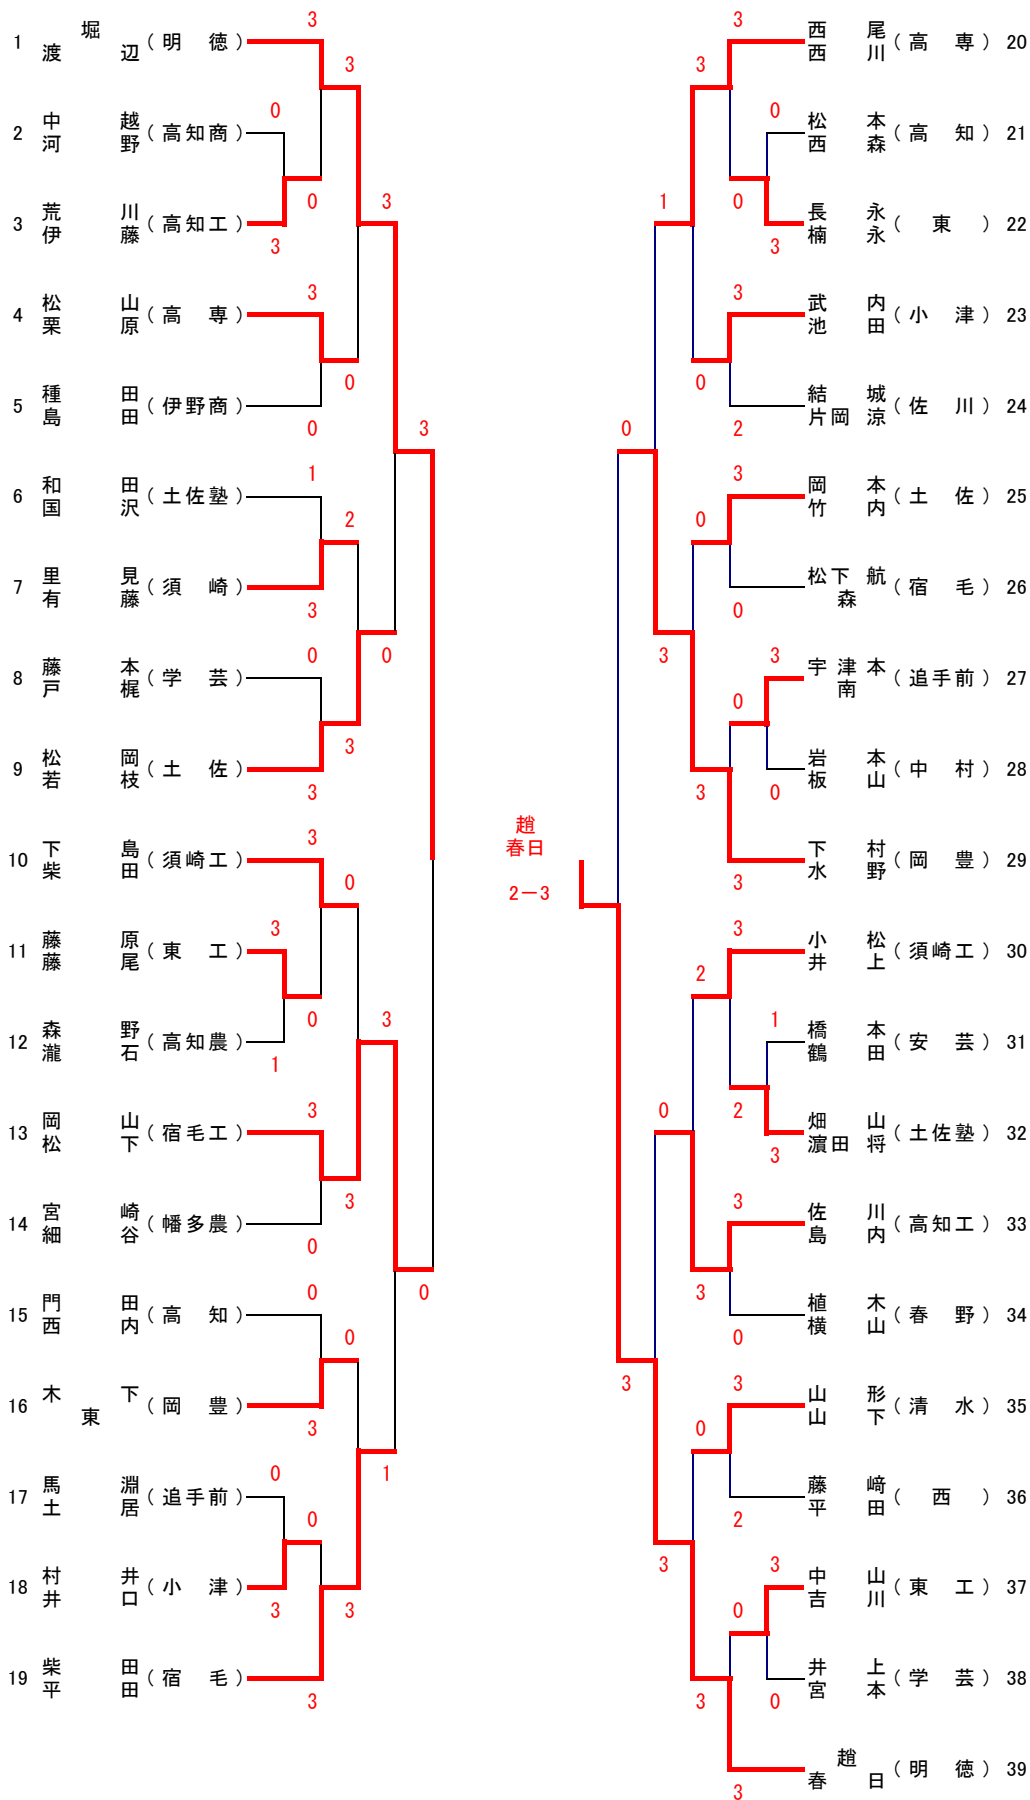 1 堀 渡辺 (明徳) 3
3
2 中越 河野 (高知商) 0
0
3 荒川 伊藤 (高知工) 3
3
4 松山 栗原 (高専) 3
0
5 種田 島田 (伊野商) 0
3
6 和田 国沢 (土佐塾) 1
2
7 里見 有藤 (須崎) 3
0
8 藤本 戸梶 (学芸) 0
3
9 松岡 若枝 (土佐) 3
10 下島 柴田 (須崎工) 3
0
11 藤原 藤尾 (東工) 3
0
12 森野 瀧石 (高知農) 1
3
13 岡山 松下 (宿毛工) 3
3
14 宮崎 細谷 (幡多農) 0
0
15 門田 西内 (高知) 0
0
16 木下 東 (岡豊) 3
1
17 馬淵 土居 (追手前) 0
0
18 村井 井口 (小津) 3
3
19 柴田 平田 (宿毛) 3
趙
春日
2-3
3 西尾 西川 (高専) 20
3
0 松本 西森 (高知) 21
0
3 長永 楠永 (東) 22
1
3 武内 池田 (小津) 23
0
2 結城 片岡涼 (佐川) 24
0
3 岡本 竹内 (土佐) 25
0
0 松下航 森 (宿毛) 26
3
3 宇津本 南 (追手前) 27
0
0 岩本 板山 (中村) 28
3
3 下村 水野 (岡豊) 29
3 小松 井上 (須崎工) 30
2
1 橋本 鶴田 (安芸) 31
2
3 畑山 濵田将 (土佐塾) 32
0
3 佐川 島内 (高知工) 33
3
0 植木 横山 (春野) 34
3
3 山形 山下 (清水) 35
0
2 藤﨑 平田 (西) 36
3
3 中山 吉川 (東工) 37
0
0 井上 宮本 (学芸) 38
3
3 趙 春日 (明徳) 39